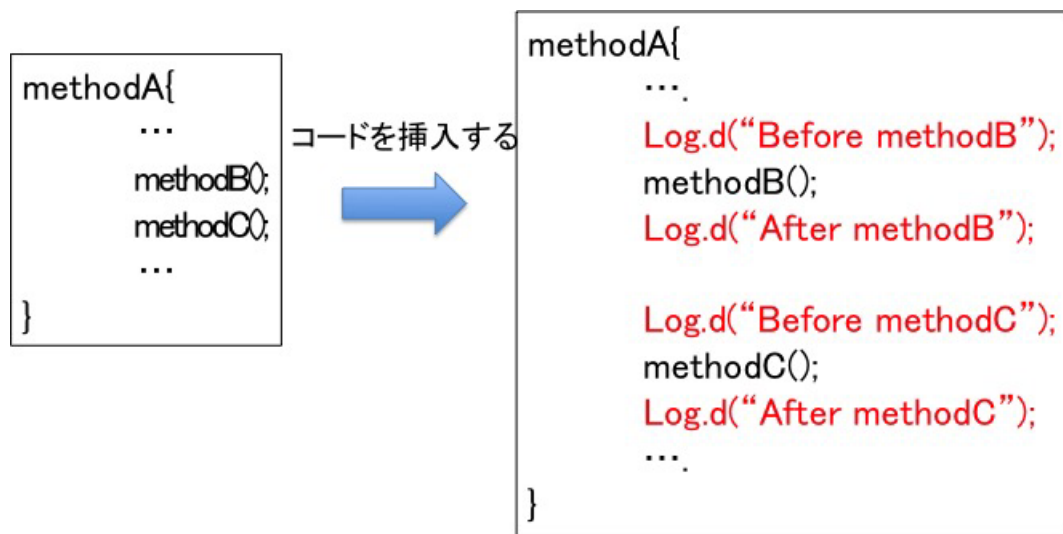 methodA{
…
methodB();
methodC();
…
}
コードを挿入する
methodA{
….
Log.d(“Before methodB”);
methodB();
Log.d(“After methodB”);
Log.d(“Before methodC”);
methodC();
Log.d(“After methodC”);
….
}